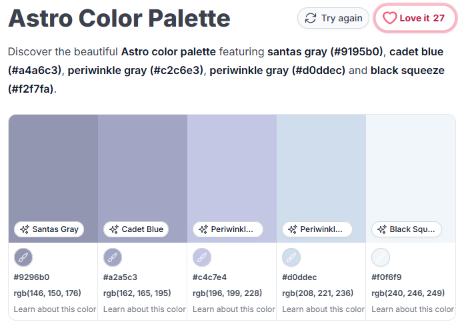 Astro Color Palette
Try again
Love it 27
Discover the beautiful Astro color palette featuring santas gray (#9195b0), cadet blue
(#a4a6c3), periwinkle gray (#c2c6e3), periwinkle gray (#d0ddec) and black squeeze
(#f2f7fa).
Santas Gray
Cadet Blue
Periwinkl...
Periwinkl...
Black Squ...
#9296b0
#a2a5c3
#c4c7e4
#d0ddec
#f0f6f9
rgb(146, 150, 176)
rgb(162, 165, 195)
rgb(196, 199, 228)
rgb(208, 221, 236)
rgb(240, 246, 249)
Learn about this color
Learn about this color
Learn about this color
Learn about this color
Learn about this color